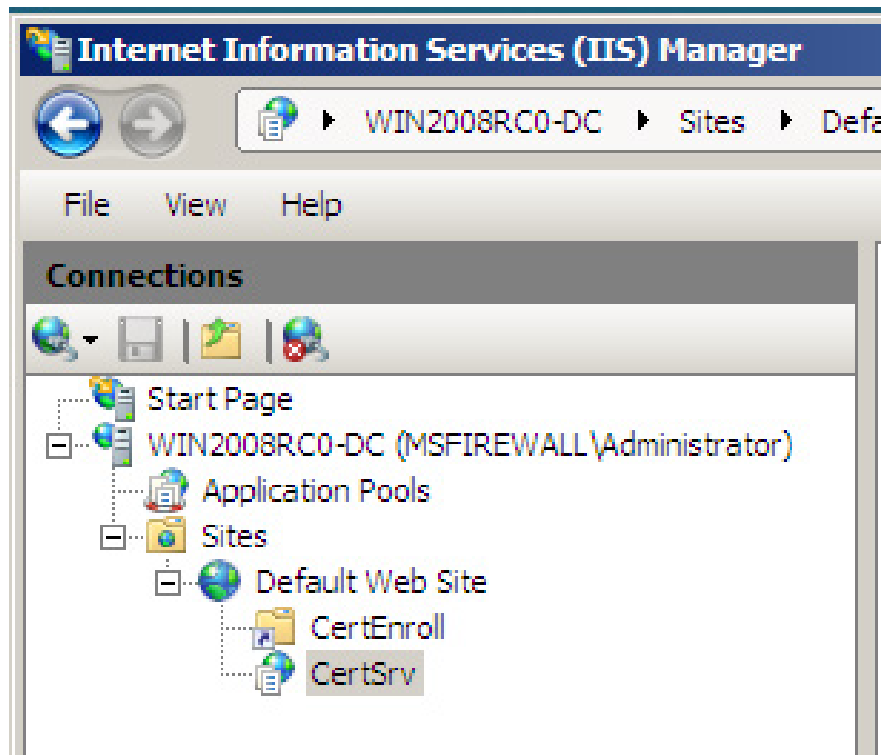 Internet Information Services (IIS) Manager
WIN2008RC0-DC Sites Defa
File View Help
Connections
Start Page
WIN2008RC0-DC (MSFIREWALL\Administrator)
Application Pools
Sites
Default Web Site
CertEnroll
CertSrv